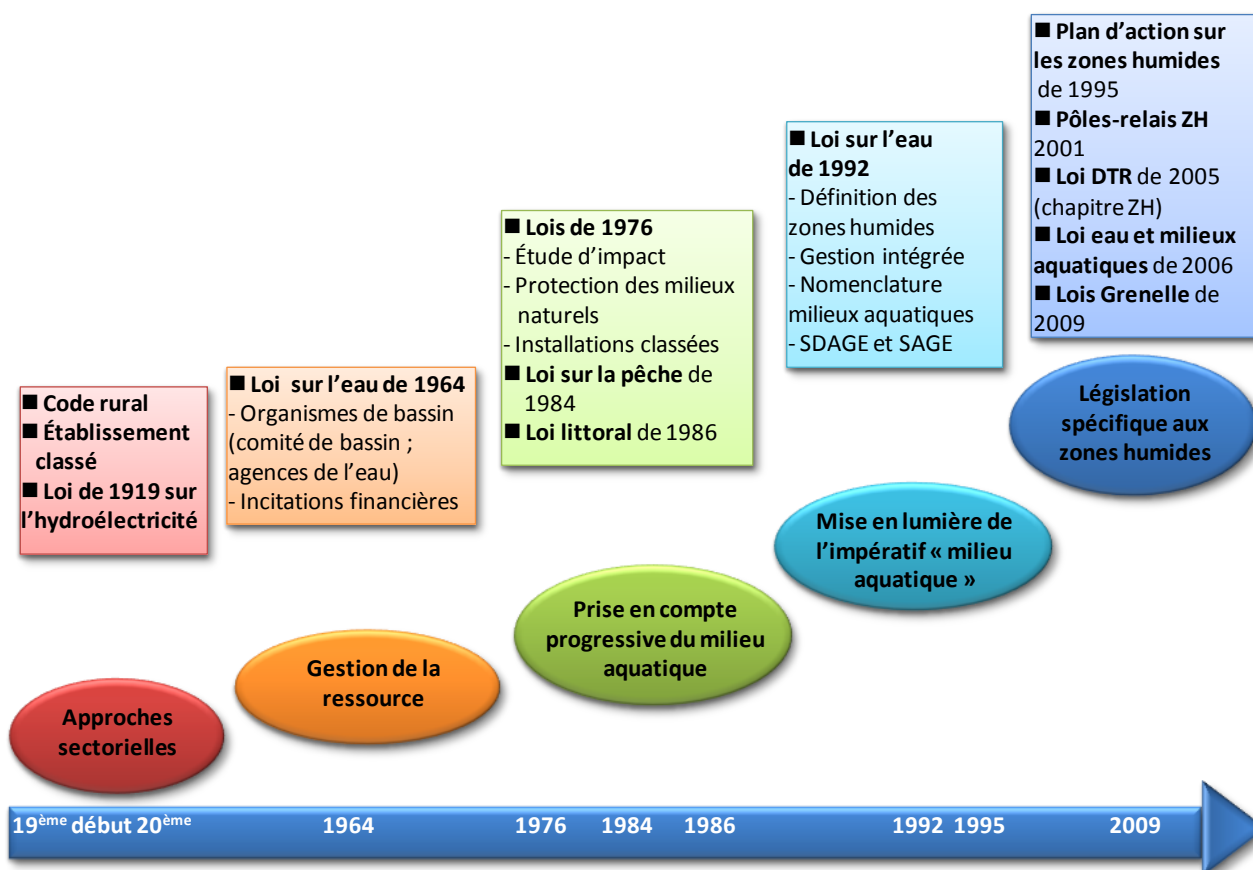 ■ Code rural
■ Établissement
classé
■ Loi de 1919 sur
l’hydroélectricité
Approches
sectorielles
■ Loi sur l’eau de 1964
- Organismes de bassin
(comité de bassin ;
agences de l’eau)
- Incitations financières
Gestion de la
ressource
■ Lois de 1976
- Étude d’impact
- Protection des milieux
naturels
- Installations classées
■ Loi sur la pêche de
1984
■ Loi littoral de 1986
Prise en compte
progressive du milieu
aquatique
■ Loi sur l’eau
de 1992
- Définition des
zones humides
- Gestion intégrée
- Nomenclature
milieux aquatiques
- SDAGE et SAGE
Mise en lumière de
l’impératif « milieu
aquatique »
■ Plan d’action sur
les zones humides
de 1995
■ Pôles-relais ZH
2001
■ Loi DTR de 2005
(chapitre ZH)
■ Loi eau et milieux
aquatiques de 2006
■ Lois Grenelle de
2009
Législation
spécifique aux
zones humides
19ème début 20ème 1964 1976 1984 1986 1992 1995 2009